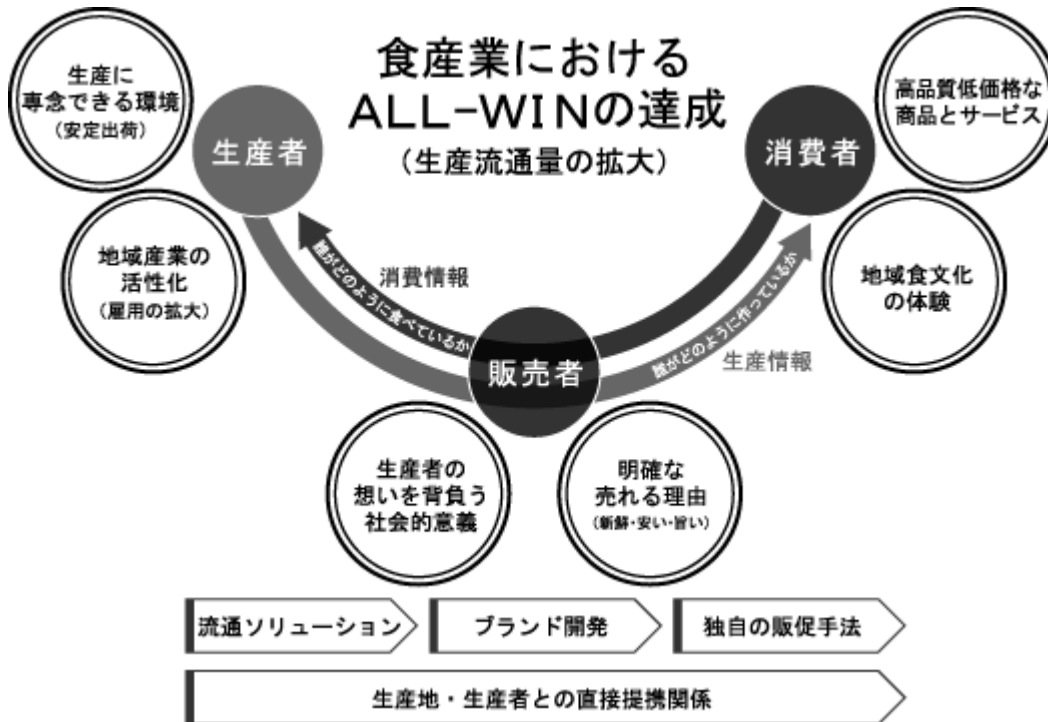 食産業における
ALL-WINの達成
(生産流通量の拡大)
生産に
専念できる環境
(安定出荷)
生産者
地域産業の
活性化
(雇用の拡大)
消費者
高品質低価格な
商品とサービス
地域食文化
の体験
消費情報
誰がどのように食べているか
販売者
誰がどのように作っているか
生産情報
生産者の
想いを背負う
社会的意義
明確な
売れる理由
(新鮮・安い・旨い)
流通ソリューション
ブランド開発
独自の販促手法
生産地・生産者との直接提携関係